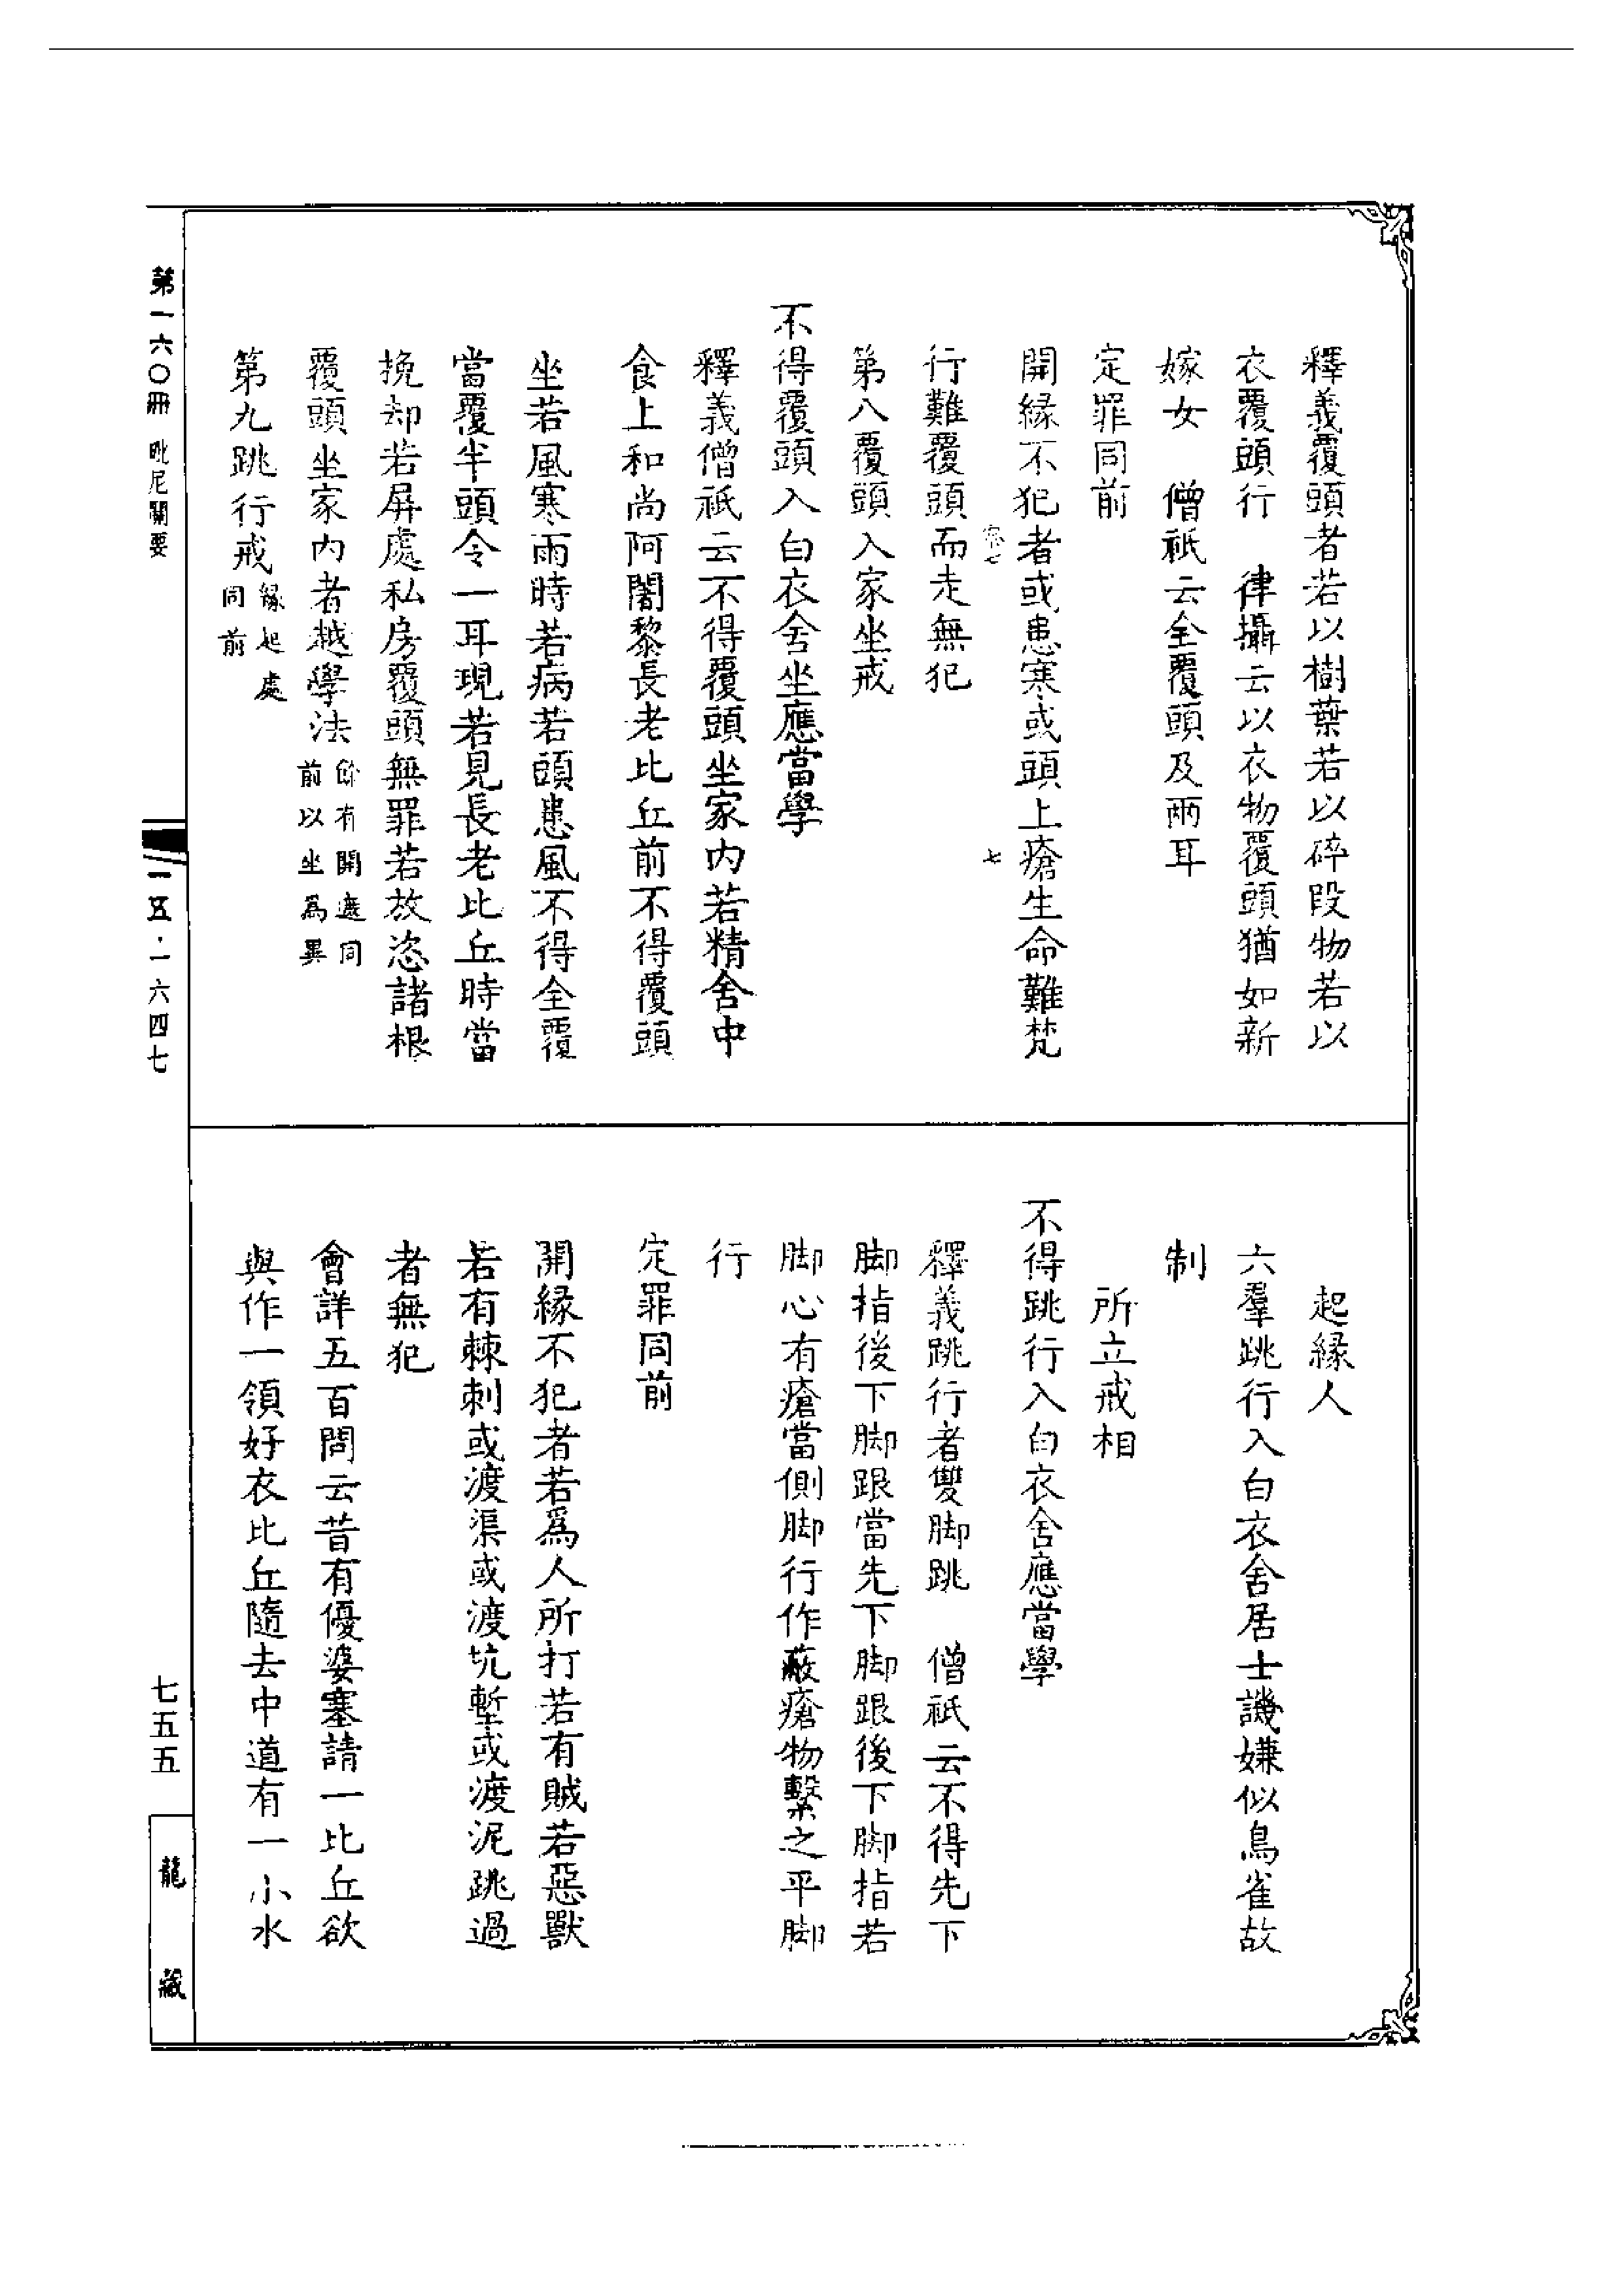 釋義覆頭者若以樹葉若以碎段物若以
衣覆頭行　律攝云以衣物覆頭猶如新
嫁女　僧祇云全覆頭及兩耳
定罪同前
開緣不犯者或患寒或頭上瘡生命難梵
七
行難覆頭而走無犯
第八覆頭入家坐戒
不得覆頭入白衣舍坐應當學
釋義僧祇云不得覆頭坐家內若精舍中
食上和尚阿闍黎長老比丘前不得覆頭
坐若風寒雨時若病若頭患風不得全覆
當覆半頭令一耳現若見長老比丘時當
挽却若屏處私房覆頭無罪若放恣諸根
覆頭坐家內者越學法餘有開遮同
前以坐為異
第九跳行戒緣起處
同前
起緣人
六羣跳行入白衣舍居士譏嫌似鳥雀故
制
所立戒相
不得跳行入白衣舍應當學
釋義跳行者雙脚跳　僧祇云不得先下
脚指後下脚跟當先下脚跟後下脚指若
脚心有瘡當側脚行作蔽瘡物繫之平脚
行
定罪同前
開緣不犯者若為人所打若有賊若惡獸
若有棘刺或渡渠或渡坑塹或渡泥跳過
者無犯
會詳五百問云昔有優婆塞請一比丘欲
與作一領好衣比丘隨去中道有一小水
第一六〇冊　毗尼關要
一五·一六四七
七五五
龍藏